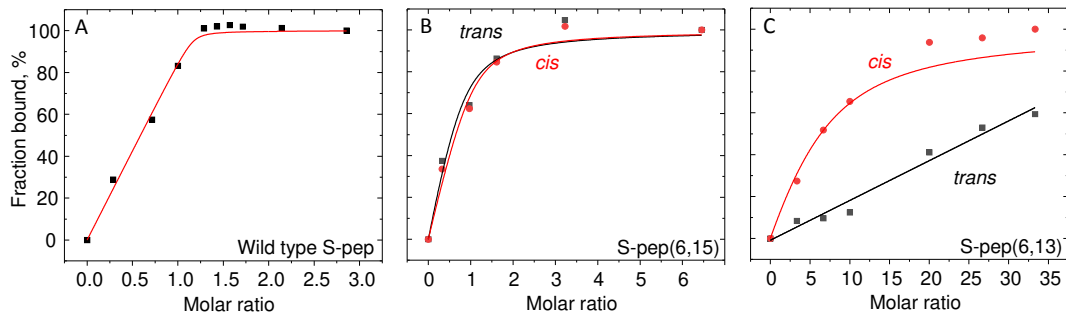 A
Fraction bound, %
100
80
60
40
20
0
Wild type S-pep
0.0 0.5 1.0 1.5 2.0 2.5 3.0
Molar ratio
B
trans
cis
S-pep(6,15)
0 1 2 3 4 5 6
Molar ratio
C
cis
trans
S-pep(6,13)
0 5 10 15 20 25 30 35
Molar ratio